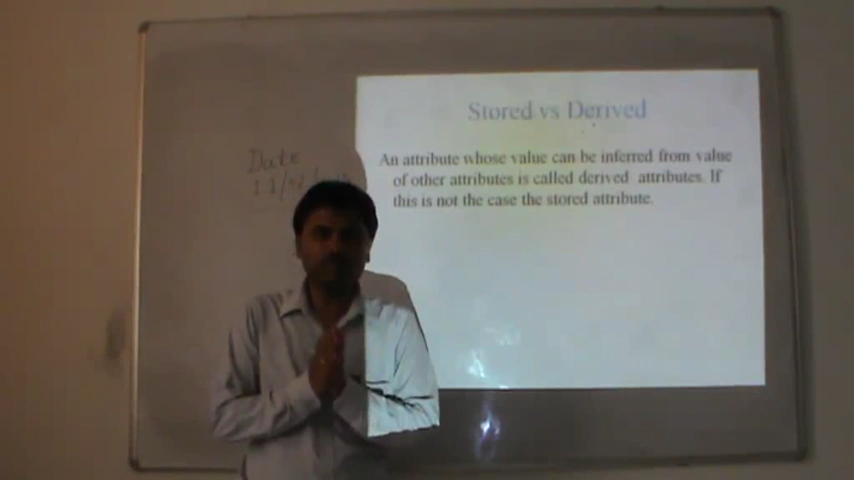 Stored vs Derived
An attribute whose value can be inferred from value
of other attributes is called derived attributes. If
this is not the case the stored attribute.
Date